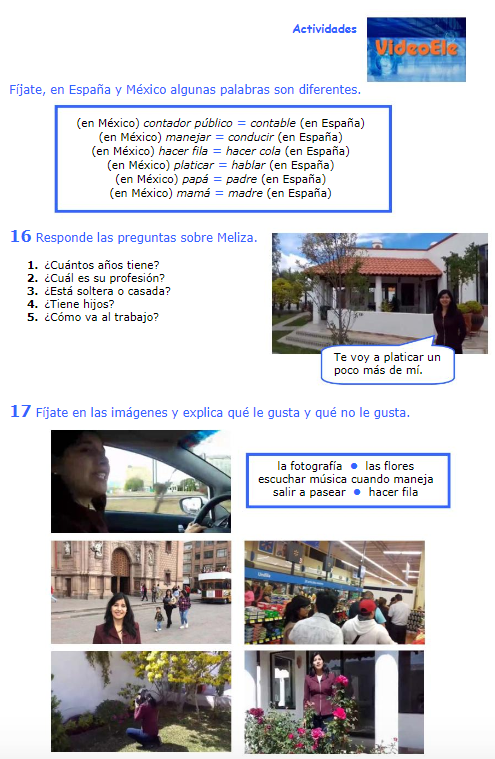 Actividades
VideoEle
Fíjate, en España y México algunas palabras son diferentes.
(en México) contador público = contable (en España)
(en México) manejar = conducir (en España)
(en México) hacer fila = hacer cola (en España)
(en México) platicar = hablar (en España)
(en México) papá = padre (en España)
(en México) mamá = madre (en España)
16 Responde las preguntas sobre Meliza.
1. ¿Cuántos años tiene?
2. ¿Cuál es su profesión?
3. ¿Está soltera o casada?
4. ¿Tiene hijos?
5. ¿Cómo va al trabajo?
Te voy a platicar un
poco más de mí.
17 Fíjate en las imágenes y explica qué le gusta y qué no le gusta.
la fotografía ● las flores
escuchar música cuando maneja
salir a pasear ● hacer fila